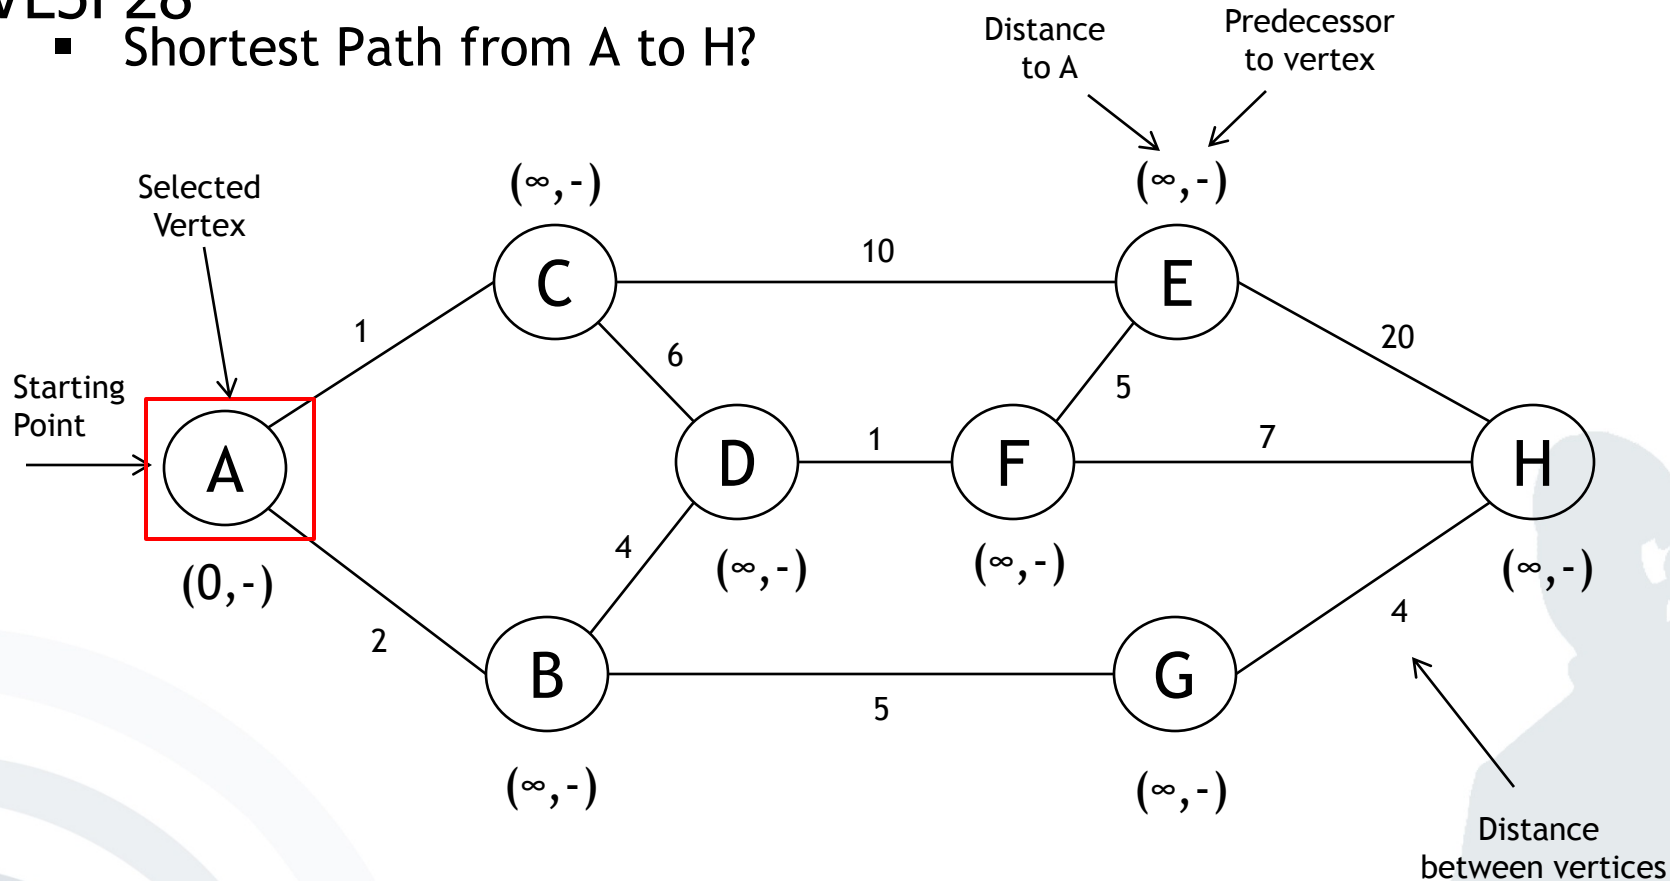 ▪ Shortest Path from A to H?
Distance
to A
Predecessor
to vertex
Selected
Vertex
(∞,-)
(∞,-)
C
10
E
1
6
20
Starting
Point
5
A
D
1
F
7
H
(0,-)
4
(∞,-)
(∞,-)
(∞,-)
2
4
B
5
G
(∞,-)
(∞,-)
Distance
between vertices